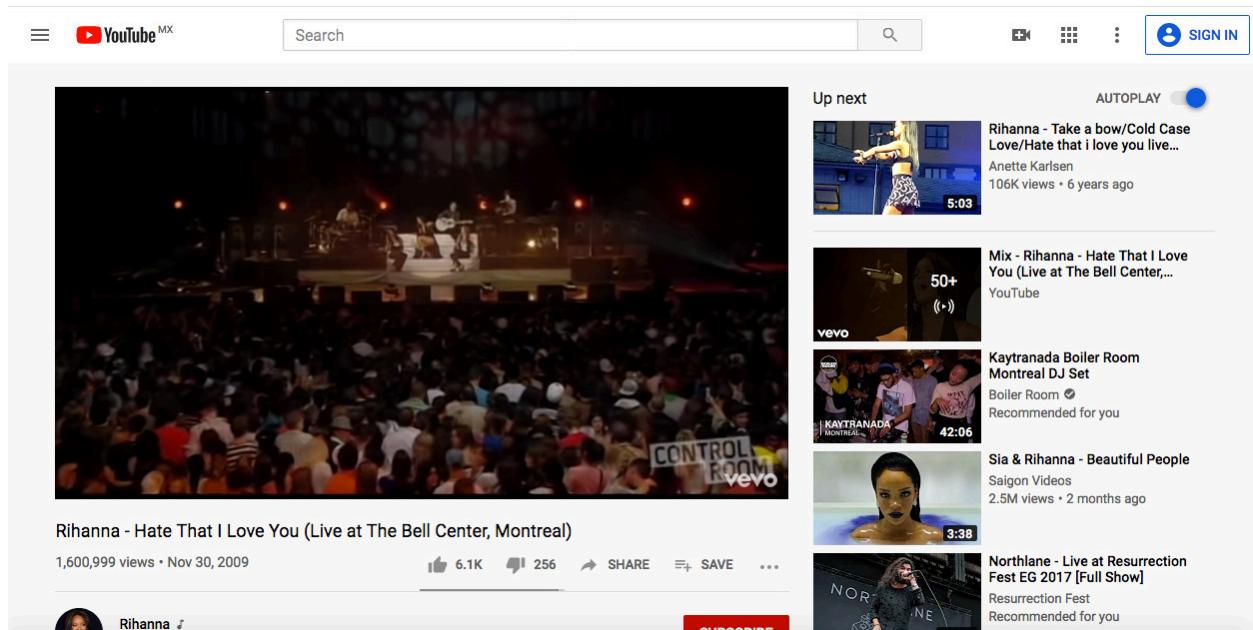 YouTube MX
Search
SIGN IN
CONTROL
ROOM
vevo
Rihanna - Hate That I Love You (Live at The Bell Center, Montreal)
1,600,999 views • Nov 30, 2009
6.1K
256
SHARE
SAVE
Rihanna
SUBSCRIBE
Up next
AUTOPLAY
5:03
Rihanna - Take a bow/Cold Case
Love/Hate that i love you live...
Anette Karlsen
106K views • 6 years ago
50+
vevo
Mix - Rihanna - Hate That I Love
You (Live at The Bell Center,...
YouTube
KAYTRANADA
MONTREAL
42:06
Kaytranada Boiler Room
Montreal DJ Set
Boiler Room
Recommended for you
3:38
Sia & Rihanna - Beautiful People
Saigon Videos
2.5M views • 2 months ago
Northlane - Live at Resurrection
Fest EG 2017 [Full Show]
Resurrection Fest
Recommended for you